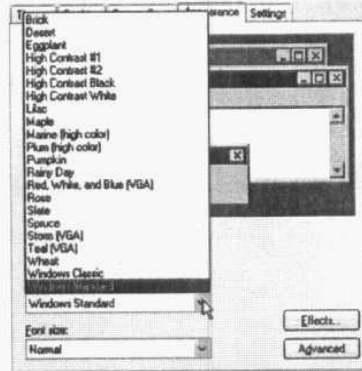 Appearance Settings
Brick
Desert
Eggplant
High Contrast #1
High Contrast #2
High Contrast Black
High Contrast White
Lilac
Maple
Marine (high color)
Plum (high color)
Pumpkin
Rainy Day
Red, White, and Blue (VGA)
Rose
Slate
Spruce
Storm (VGA)
Teal (VGA)
Wheat
Windows Classic
Windows Standard
Windows Standard
Effects...
Font size:
Normal
Advanced